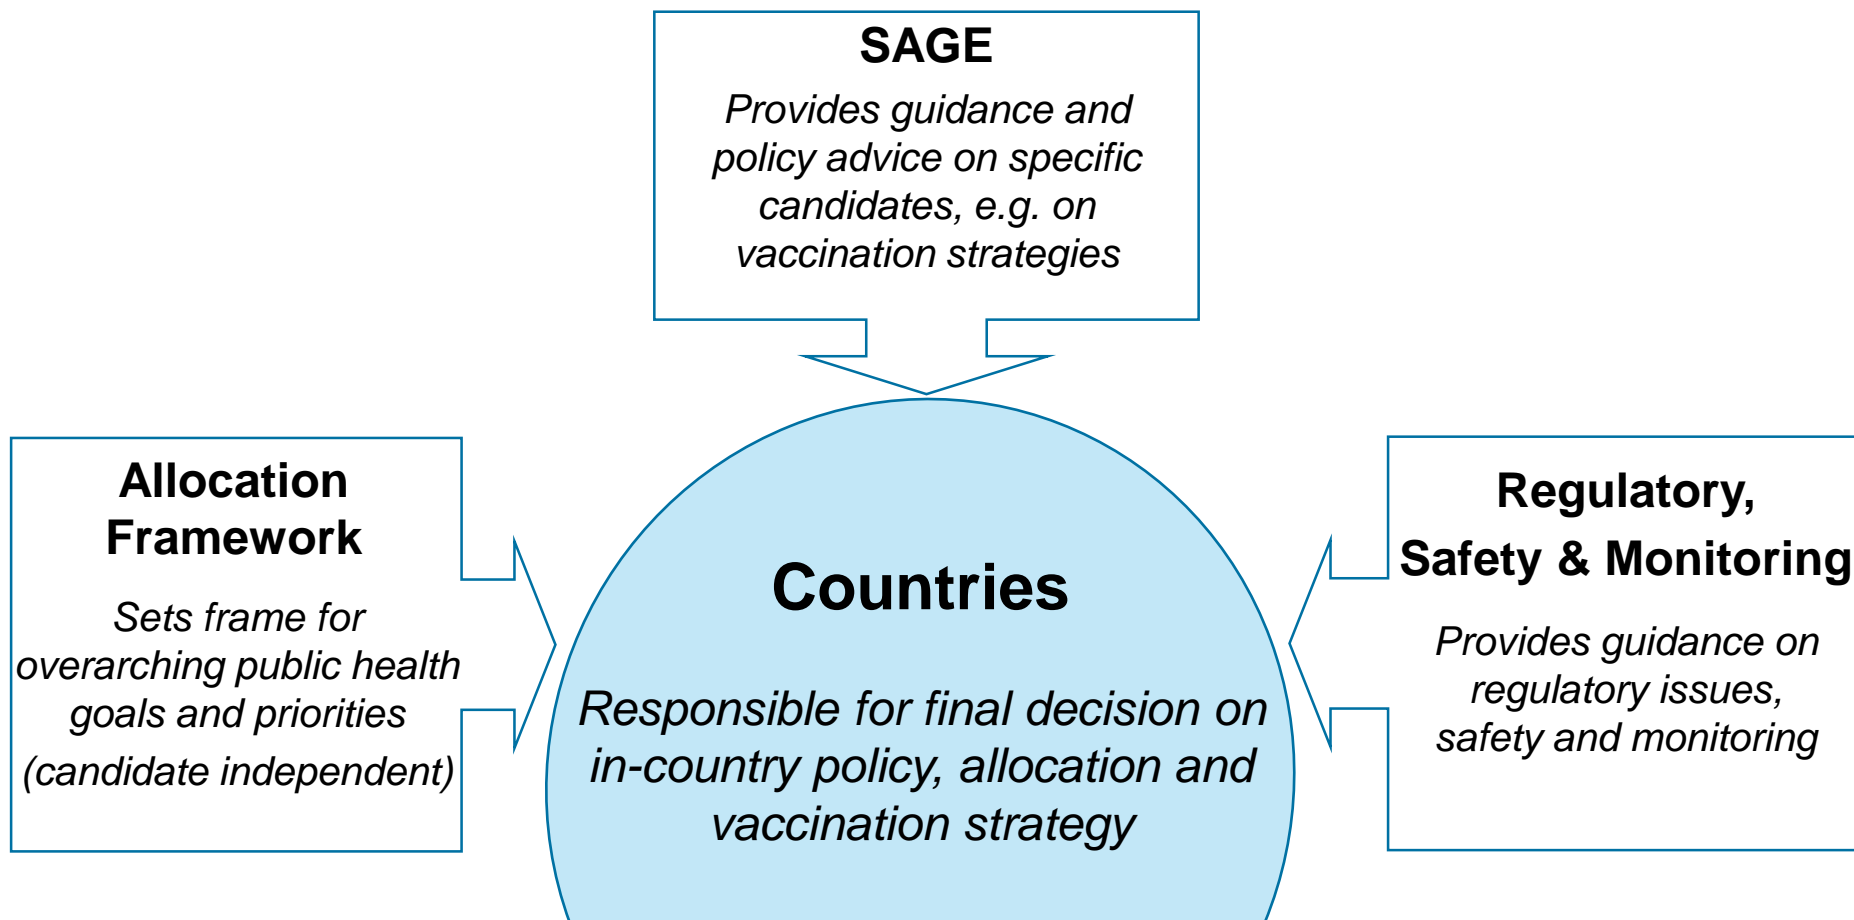 SAGE
Provides guidance and
policy advice on specific
candidates, e.g. on
vaccination strategies
Allocation
Framework
Sets frame for
overarching public health
goals and priorities
(candidate independent)
Countries
Responsible for final decision on
in-country policy, allocation and
vaccination strategy
Regulatory,
Safety & Monitoring
Provides guidance on
regulatory issues,
safety and monitoring